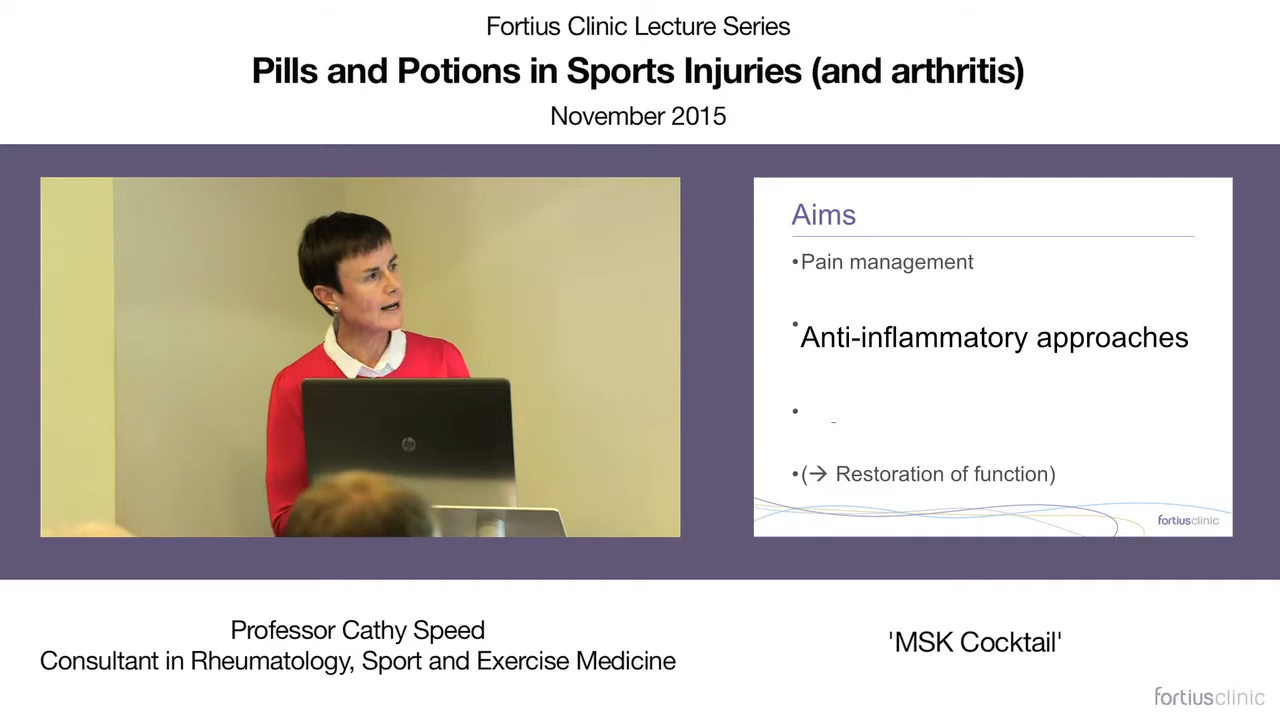 Fortius Clinic Lecture Series
Pills and Potions in Sports Injuries (and arthritis)
November 2015
Aims
•Pain management
•Anti-inflammatory approaches
•
•(→ Restoration of function)
fortiusclinic
hp
Professor Cathy Speed
Consultant in Rheumatology, Sport and Exercise Medicine
'MSK Cocktail'
fortiusclinic